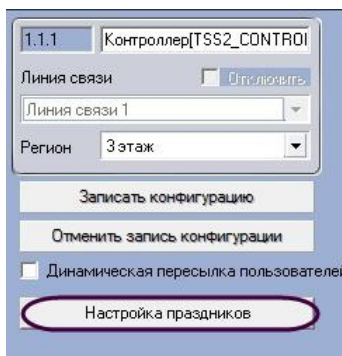 1.1.1 Контроллер[TSS2_CONTROI
Линия связи Отключить
Линия связи 1
Регион 3 этаж
Записать конфигурацию
Отменить запись конфигурации
Динамическая пересылка пользователей
Настройка праздников